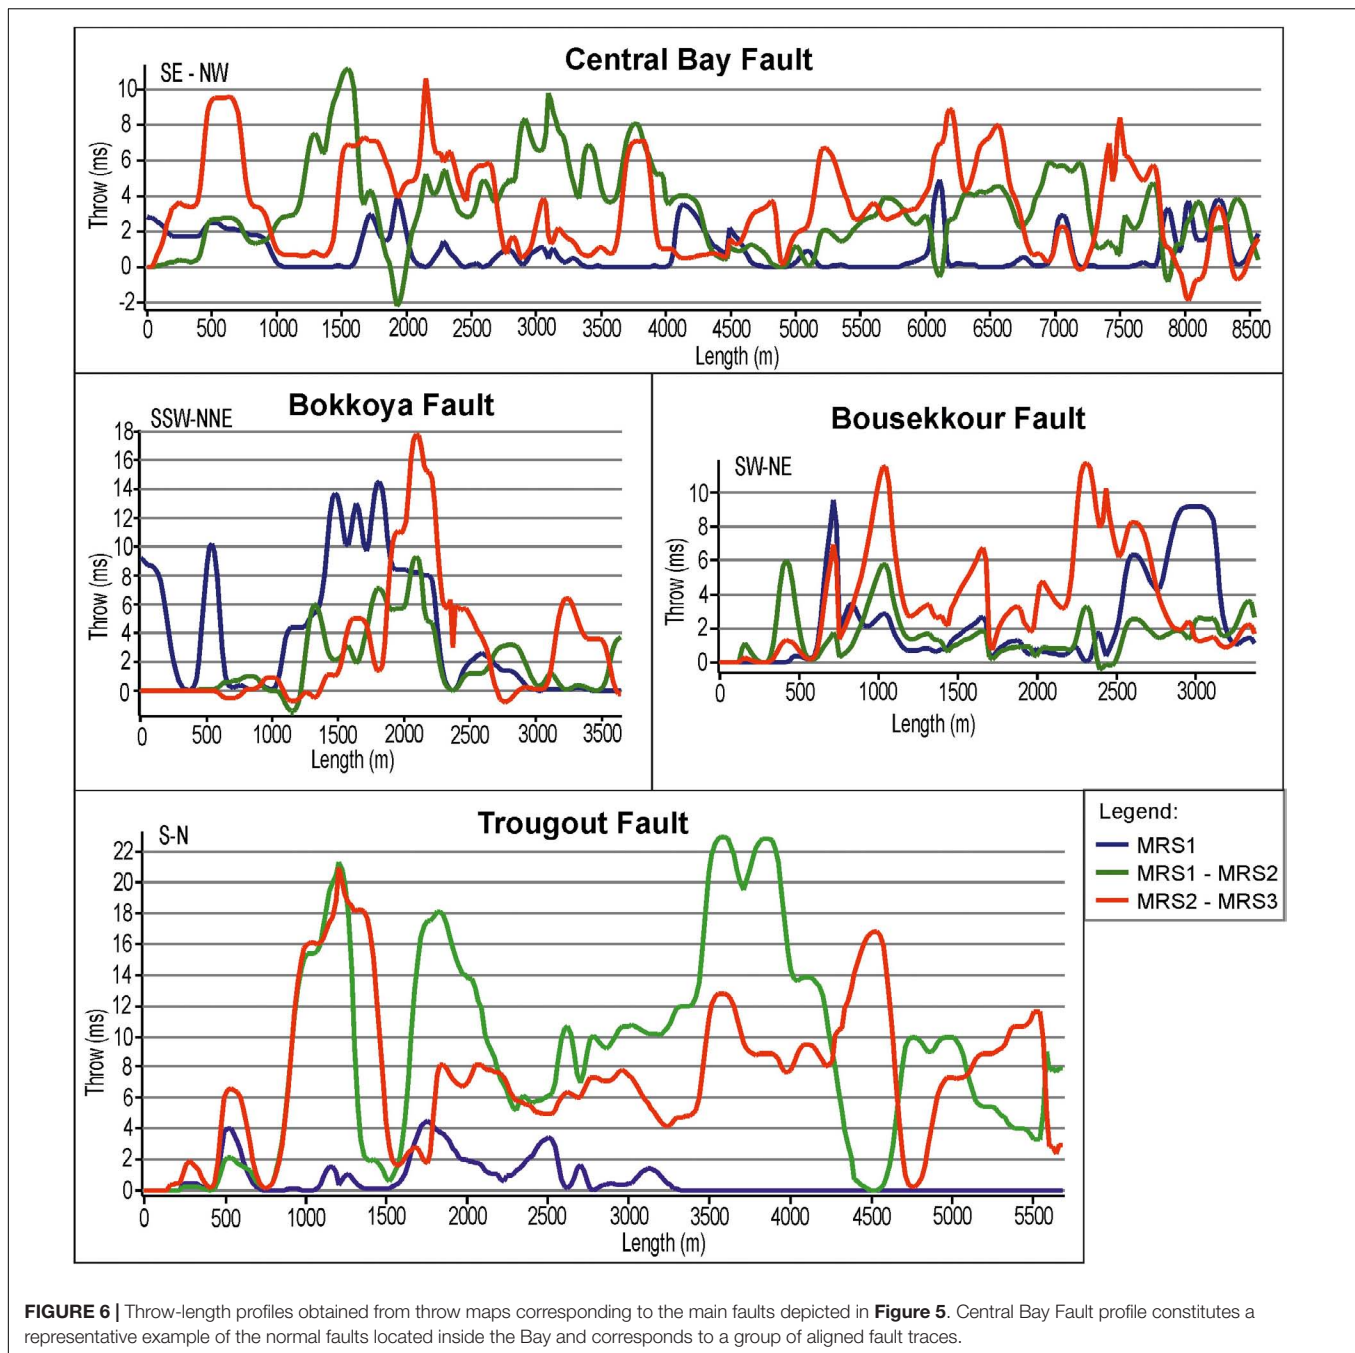 Central Bay Fault
SE - NW
Throw (ms)
10
8
6
4
2
0
-2
0 500 1000 1500 2000 2500 3000 3500 4000 4500 5000 5500 6000 6500 7000 7500 8000 8500
Length (m)
Bokkoya Fault
SSW-NNE
Throw (ms)
18
16
14
12
10
8
6
4
2
0
0 500 1000 1500 2000 2500 3000 3500
Length (m)
Bousekkour Fault
SW-NE
Throw (ms)
10
8
6
4
2
0
0 500 1000 1500 2000 2500 3000
Length (m)
Trougout Fault
S-N
Throw (ms)
22
20
18
16
14
12
10
8
6
4
2
0
0 500 1000 1500 2000 2500 3000 3500 4000 4500 5000 5500
Length (m)
Legend:
MRS1
MRS1 - MRS2
MRS2 - MRS3
FIGURE 6 | Throw-length profiles obtained from throw maps corresponding to the main faults depicted in Figure 5. Central Bay Fault profile constitutes a
representative example of the normal faults located inside the Bay and corresponds to a group of aligned fault traces.